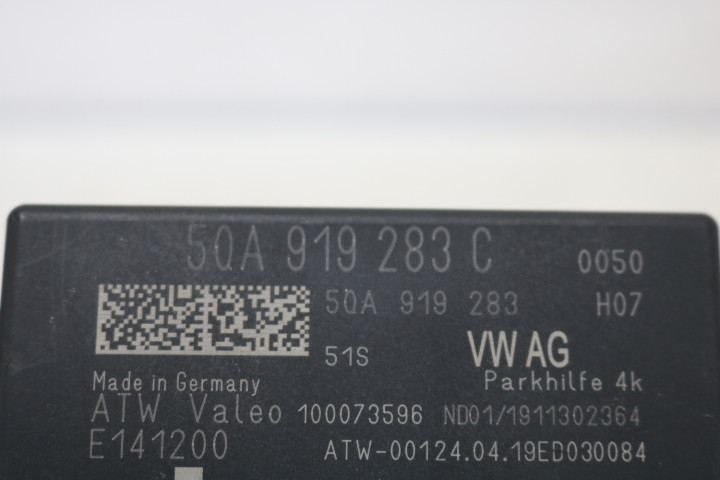 5QA 919 283 C 0050
5QA 919 283 H07
51S VW AG
Made in Germany Parkhilfe 4k
ATW Valeo 100073596 ND01/1911302364
E141200 ATW-00124.04.19ED030084